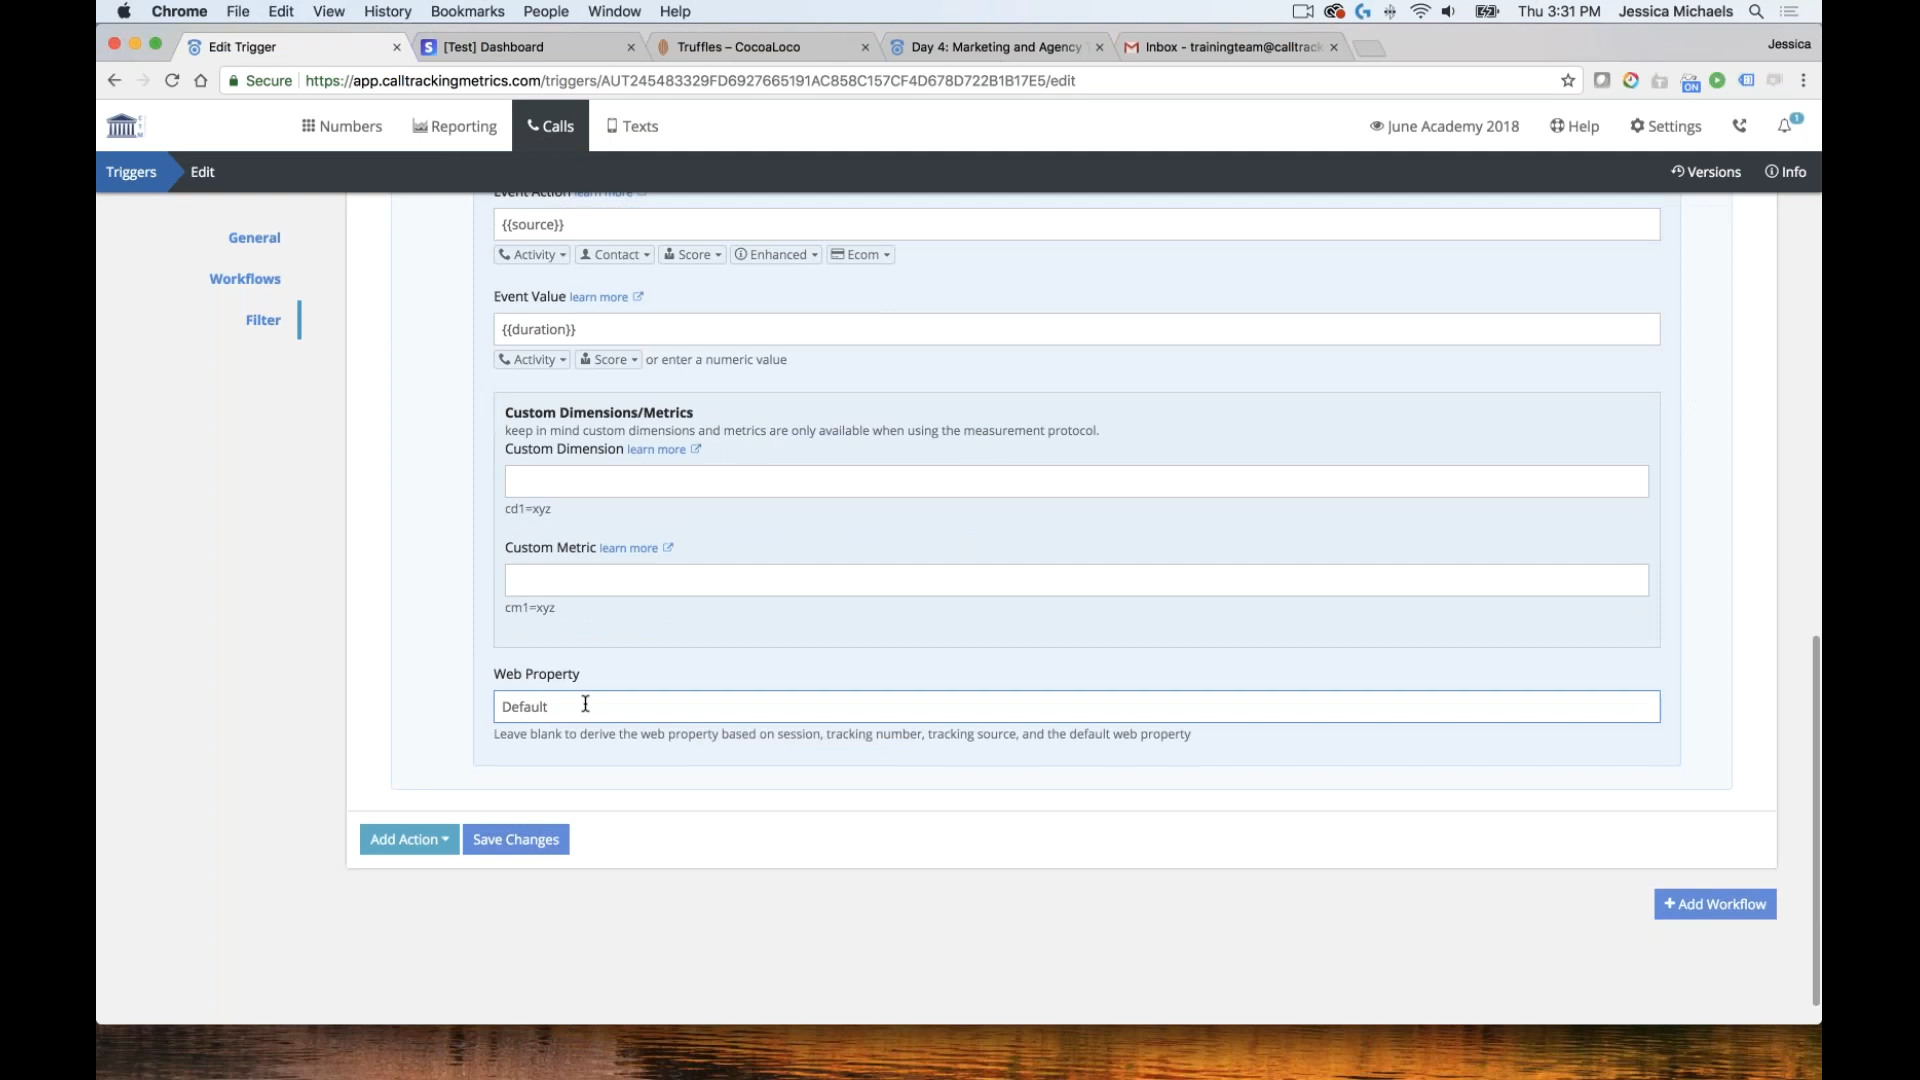 Chrome File Edit View History Bookmarks People Window Help Thu 3:31 PM Jessica Michaels
Edit Trigger [Test] Dashboard Truffles – CocoaLoco Day 4: Marketing and Agency Inbox - trainingteam@calltrack Jessica
Secure https://app.calltrackingmetrics.com/triggers/AUT245483329FD6927665191AC858C157CF4D678D722B1B17E5/edit ON
Numbers Reporting Calls Texts June Academy 2018 Help Settings 1
Triggers Edit Versions Info
General
Workflows
Filter
Event Action learn more
{{source}}
Activity Contact Score Enhanced Ecom
Event Value learn more
{{duration}}
Activity Score or enter a numeric value
Custom Dimensions/Metrics
keep in mind custom dimensions and metrics are only available when using the measurement protocol.
Custom Dimension learn more
cd1=xyz
Custom Metric learn more
cm1=xyz
Web Property
Default
Leave blank to derive the web property based on session, tracking number, tracking source, and the default web property
Add Action Save Changes
+ Add Workflow